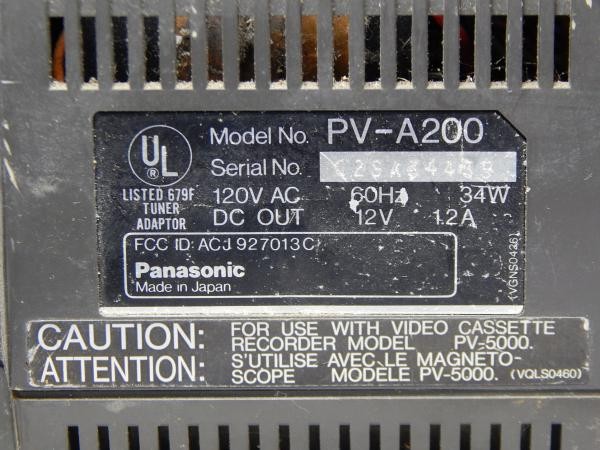 UL
LISTED 679F
TUNER
ADAPTOR
Model No. PV-A200
Serial No.
120V AC 60Hz 34W
DC OUT 12V 1.2A
FCC ID: ACJ 927013C
Panasonic
Made in Japan
(VGNS0426)
CAUTION: FOR USE WITH VIDEO CASSETTE
RECORDER MODEL PV-5000.
ATTENTION: S'UTILISE AVEC LE MAGNETO-
SCOPE MODELE PV-5000. (VQLS0460)